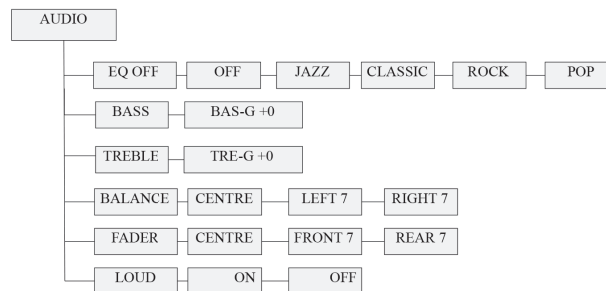 AUDIO
EQ OFF OFF JAZZ CLASSIC ROCK POP
BASS BAS-G +0
TREBLE TRE-G +0
BALANCE CENTRE LEFT 7 RIGHT 7
FADER CENTRE FRONT 7 REAR 7
LOUD ON OFF